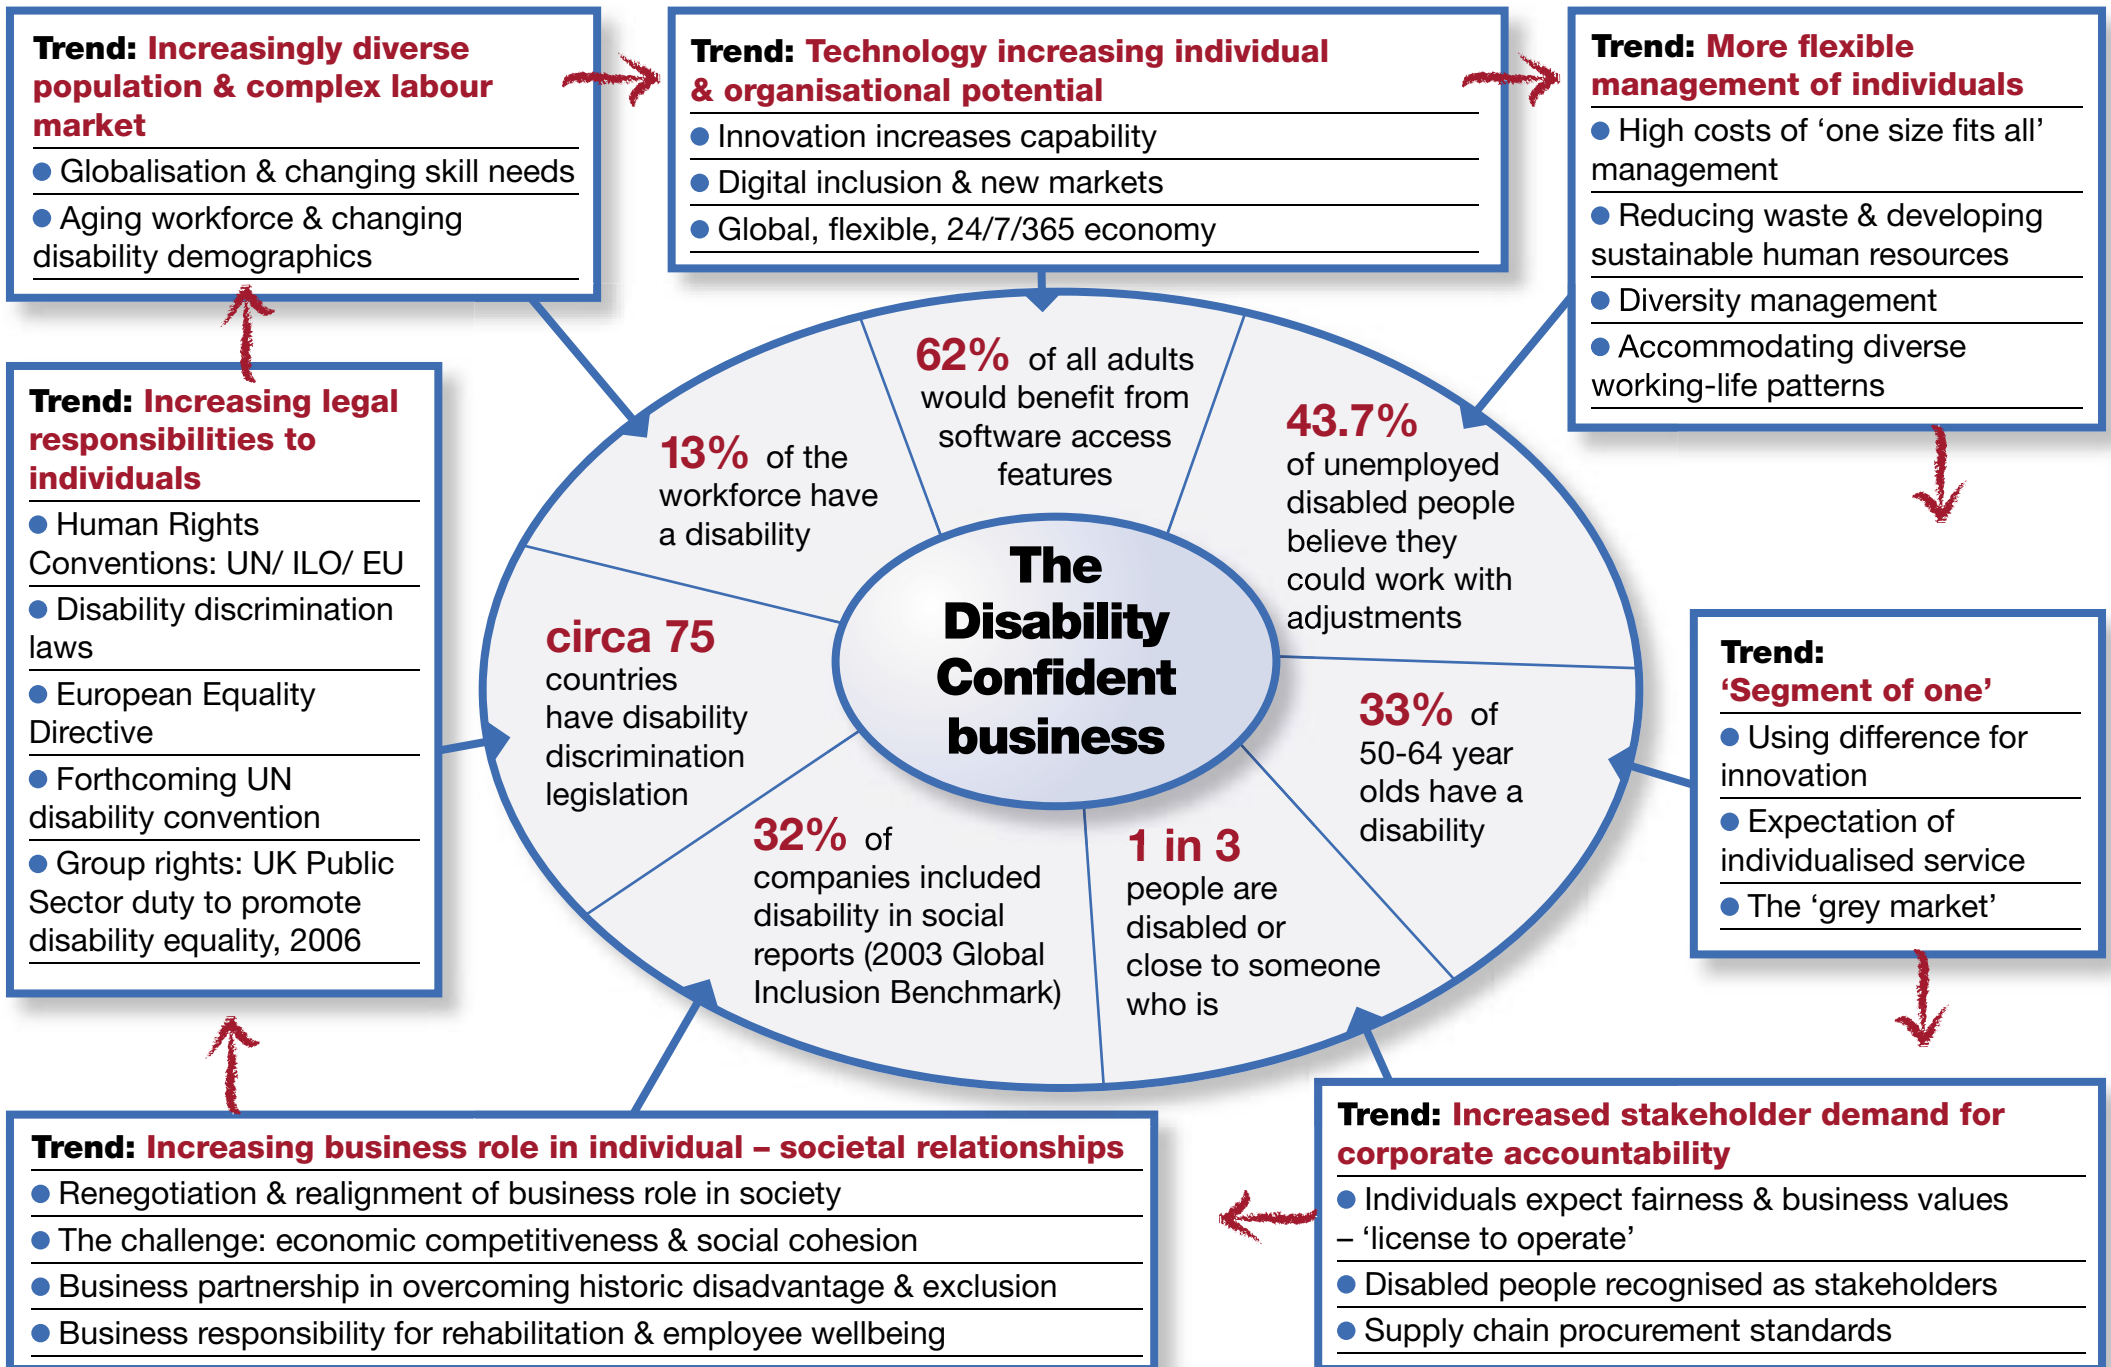 Trend: Increasingly diverse
population & complex labour
market
● Globalisation & changing skill needs
● Aging workforce & changing
disability demographics
Trend: Technology increasing individual
& organisational potential
● Innovation increases capability
● Digital inclusion & new markets
● Global, flexible, 24/7/365 economy
Trend: More flexible
management of individuals
● High costs of ‘one size fits all’
management
● Reducing waste & developing
sustainable human resources
● Diversity management
● Accommodating diverse
working-life patterns
Trend: Increasing legal
responsibilities to
individuals
● Human Rights
Conventions: UN/ ILO/ EU
● Disability discrimination
laws
● European Equality
Directive
● Forthcoming UN
disability convention
● Group rights: UK Public
Sector duty to promote
disability equality, 2006
13% of the
workforce have
a disability
62% of all adults
would benefit from
software access
features
43.7%
of unemployed
disabled people
believe they
could work with
adjustments
circa 75
countries
have disability
discrimination
legislation
The
Disability
Confident
business
33% of
50-64 year
olds have a
disability
32% of
companies included
disability in social
reports (2003 Global
Inclusion Benchmark)
1 in 3
people are
disabled or
close to someone
who is
Trend:
‘Segment of one’
● Using difference for
innovation
● Expectation of
individualised service
● The ‘grey market’
Trend: Increasing business role in individual – societal relationships
● Renegotiation & realignment of business role in society
● The challenge: economic competitiveness & social cohesion
● Business partnership in overcoming historic disadvantage & exclusion
● Business responsibility for rehabilitation & employee wellbeing
Trend: Increased stakeholder demand for
corporate accountability
● Individuals expect fairness & business values
– ‘license to operate’
● Disabled people recognised as stakeholders
● Supply chain procurement standards